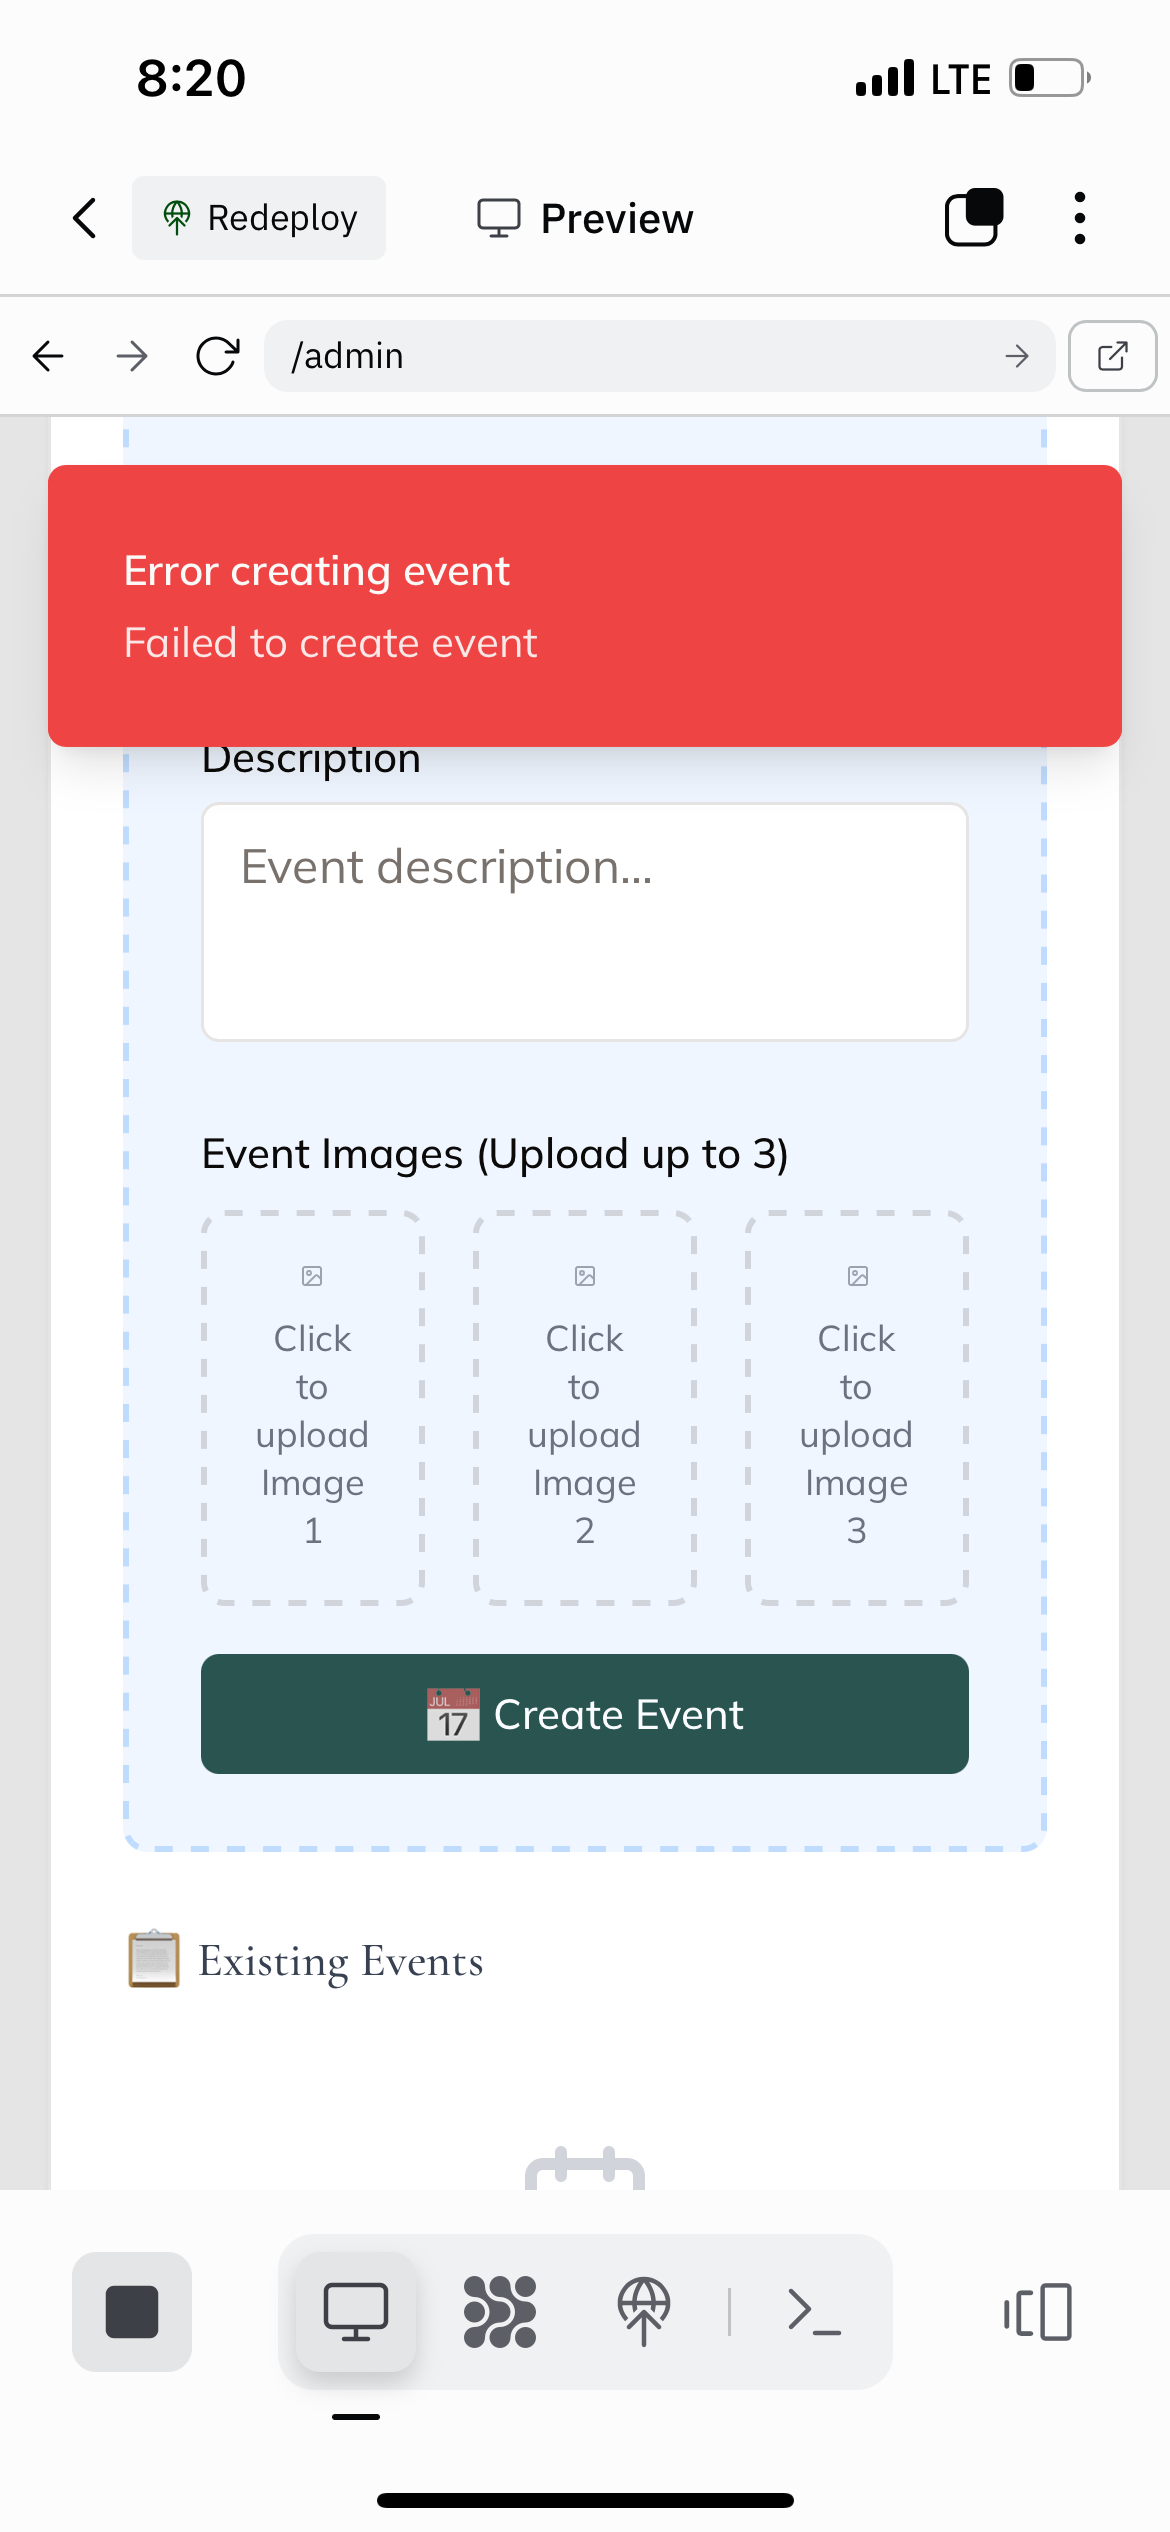 8:20
LTE
Redeploy
Preview
/admin
Error creating event
Failed to create event
Description
Event description...
Event Images (Upload up to 3)
Click
to
upload
Image
1
Click
to
upload
Image
2
Click
to
upload
Image
3
JUL
17
Create Event
Existing Events